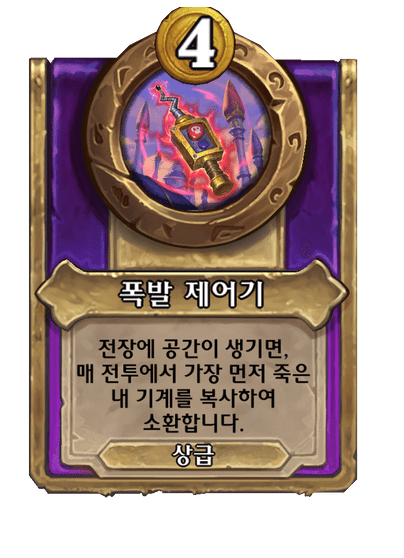 4
폭발 제어기
전장에 공간이 생기면,
매 전투에서 가장 먼저 죽은
내 기계를 복사하여
소환합니다.
상급